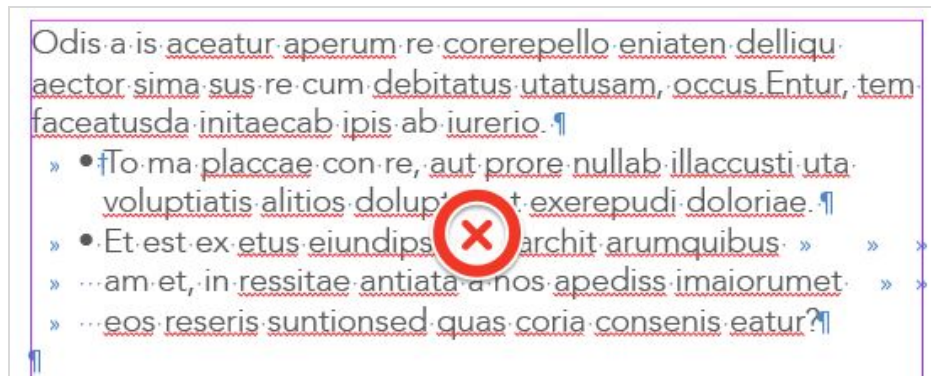 Odis a is aceatur aperum re corerepello eniaten delliqu
aector sima sus re cum debitatus utatusam, occus.Entur, tem
faceatusda initaecab ipis ab iurerio.
• To ma placcae con re, aut prore nullab illaccusti uta
voluptiatis alitios exerepudi doloriae.
• Et est ex etus eiundips archit arumquibus
am et, in ressitae antiata a nos apediss imaiorumet
eos reseris suntionsed quas coria consenis eatur?